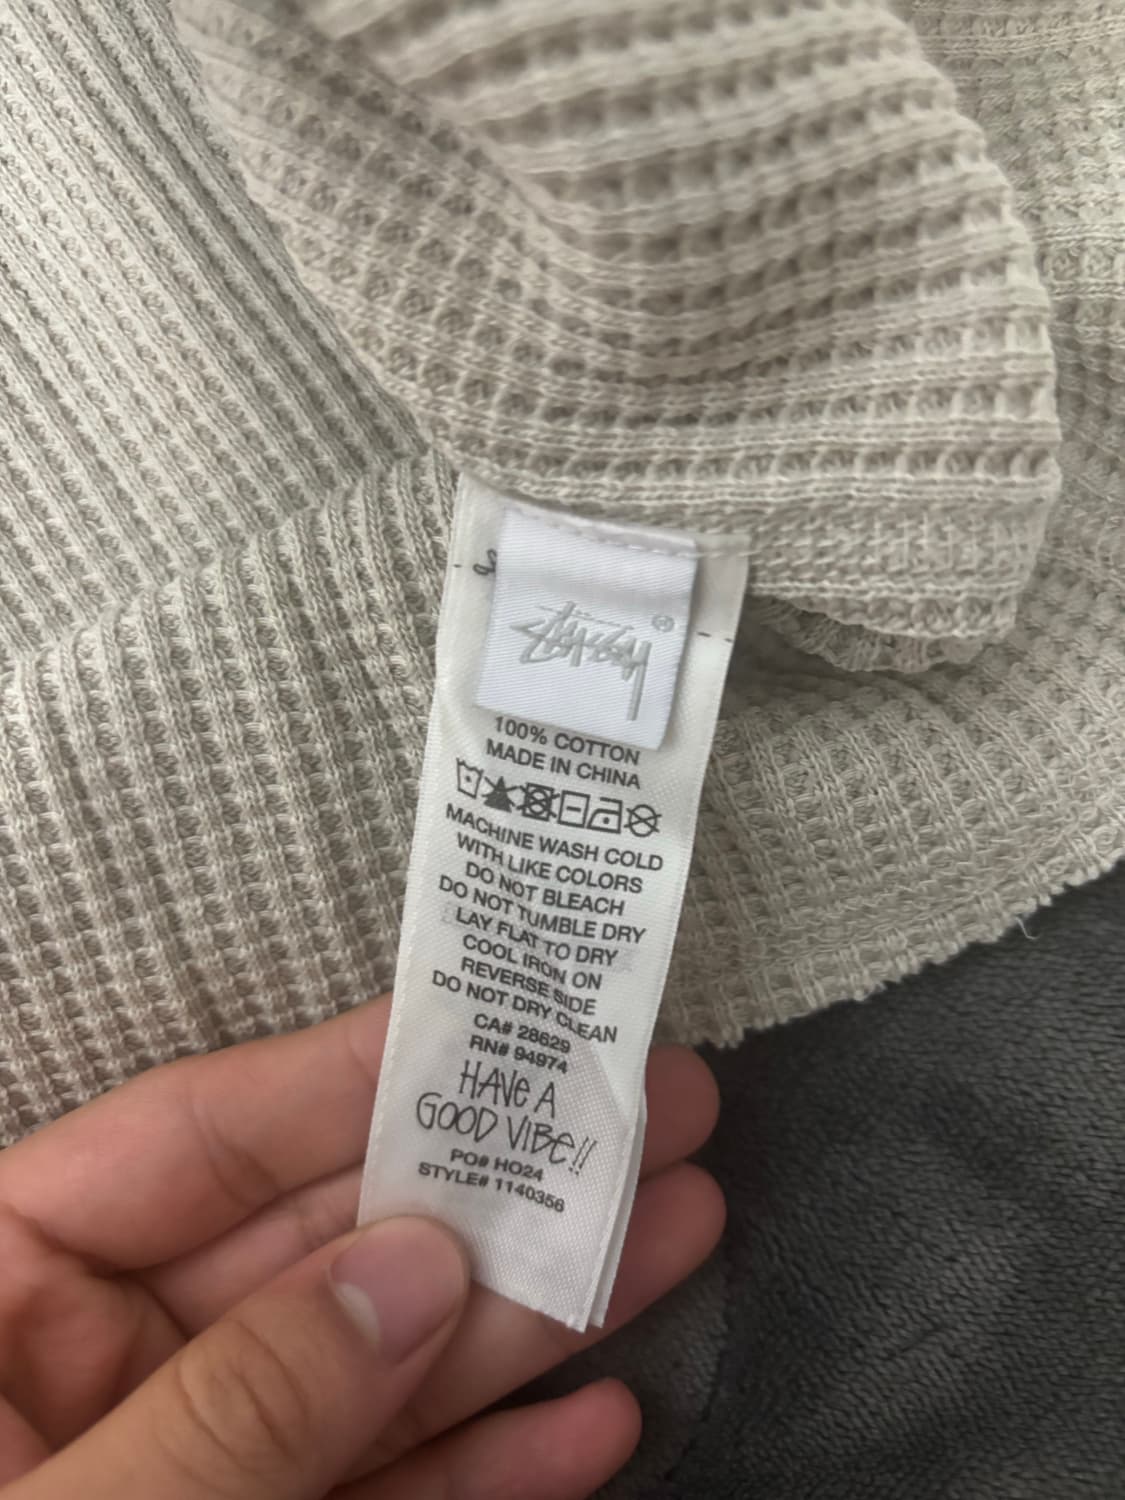 STÜSSY ®
100% COTTON
MADE IN CHINA
MACHINE WASH COLD
WITH LIKE COLORS
DO NOT BLEACH
DO NOT TUMBLE DRY
LAY FLAT TO DRY
COOL IRON ON
REVERSE SIDE
DO NOT DRY CLEAN
CA# 28629
RN# 94974
HAVE A
GOOD VIBE!!
PO# HO24
STYLE# 1140356